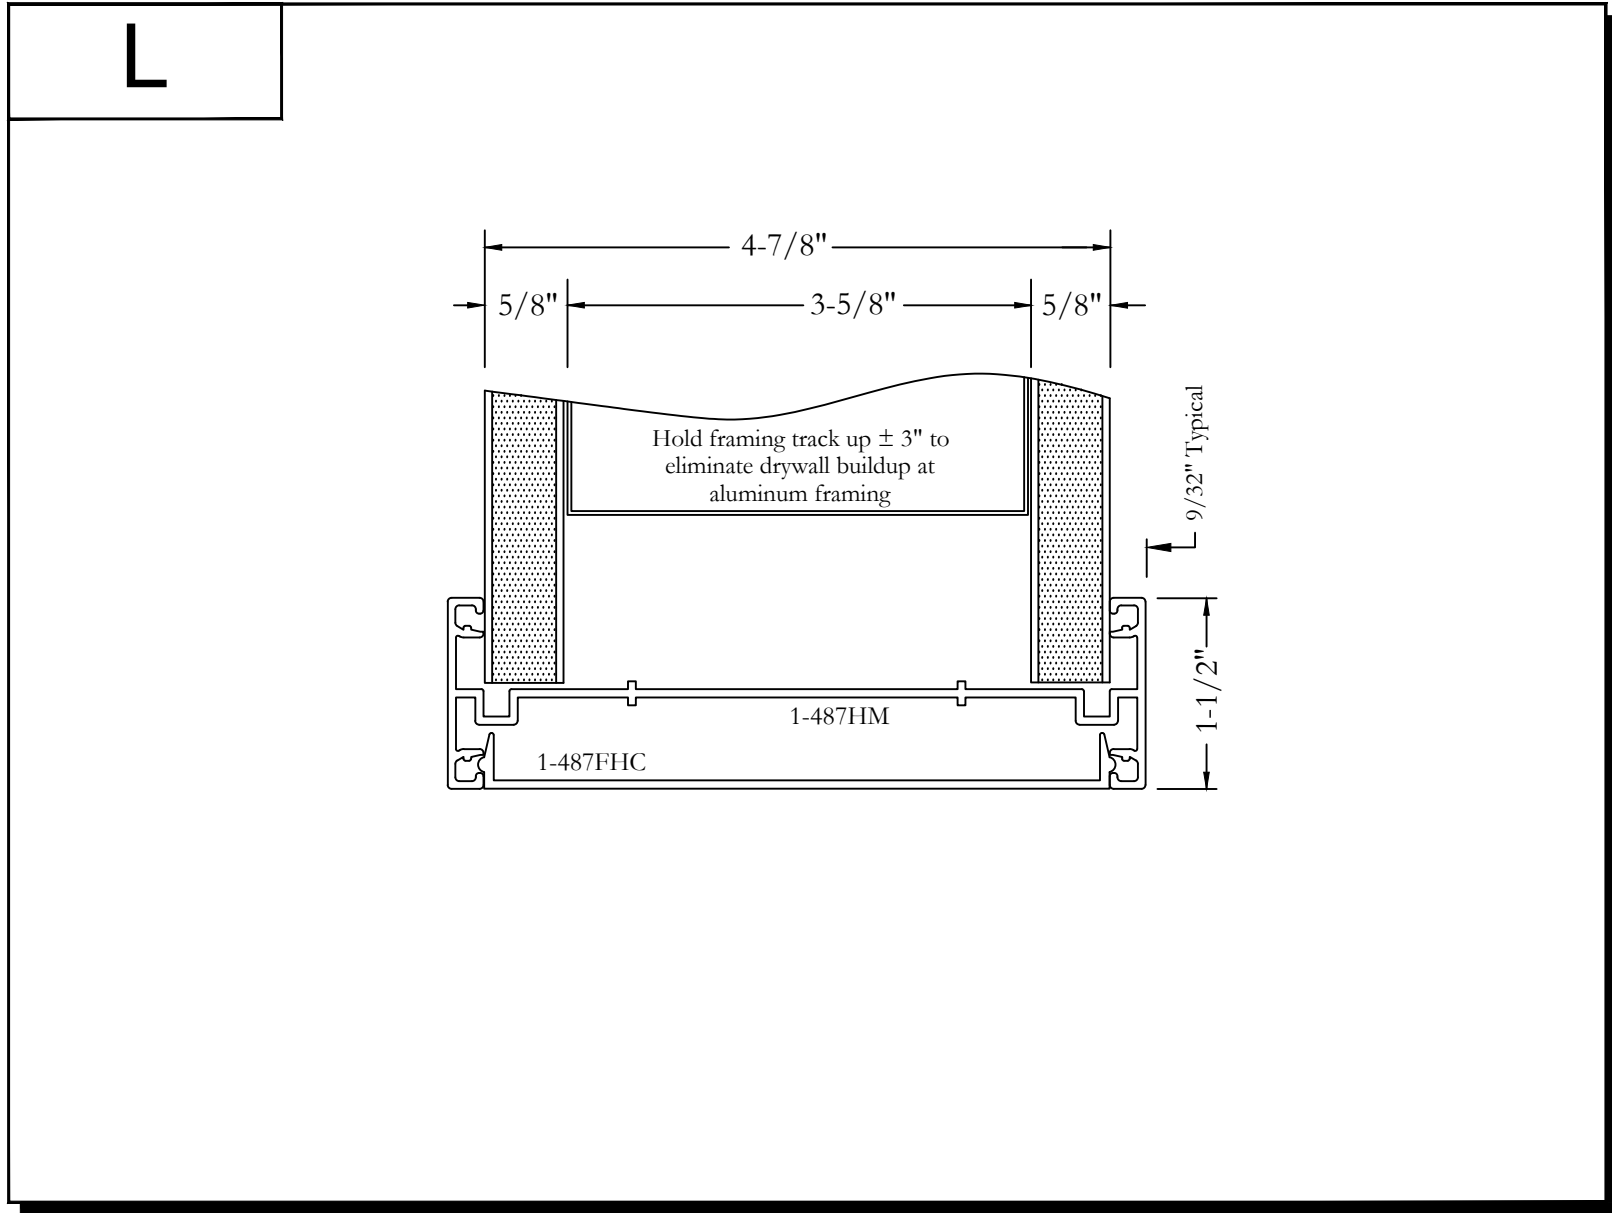 L
4-7/8"
5/8"
3-5/8"
5/8"
Hold framing track up ± 3" to
eliminate drywall buildup at
aluminum framing
9/32" Typical
1-1/2"
1-487HM
1-487FHC